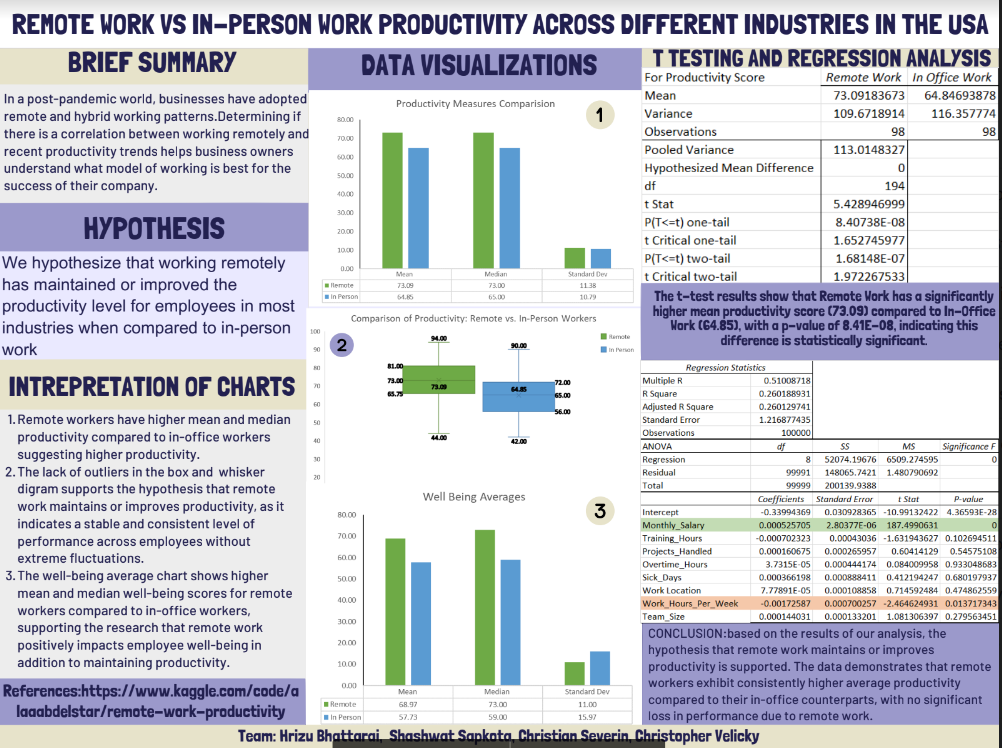 REMOTE WORK VS IN-PERSON WORK PRODUCTIVITY ACROSS DIFFERENT INDUSTRIES IN THE USA
BRIEF SUMMARY
In a post-pandemic world, businesses have adopted
remote and hybrid working patterns.Determining if
there is a correlation between working remotely and
recent productivity trends helps business owners
understand what model of working is best for the
success of their company.
HYPOTHESIS
We hypothesize that working remotely
has maintained or improved the
productivity level for employees in most
industries when compared to in-person
work
INTREPRETATION OF CHARTS
1. Remote workers have higher mean and median
productivity compared to in-office workers
suggesting higher productivity.
2. The lack of outliers in the box and whisker
digram supports the hypothesis that remote
work maintains or improves productivity, as it
indicates a stable and consistent level of
performance across employees without
extreme fluctuations.
3. The well-being average chart shows higher
mean and median well-being scores for remote
workers compared to in-office workers,
supporting the research that remote work
positively impacts employee well-being in
addition to maintaining productivity.
References:https://www.kaggle.com/code/a
laaabdelstar/remote-work-productivity
DATA VISUALIZATIONS
Productivity Measures Comparision
1
80.00
70.00
60.00
50.00
40.00
30.00
20.00
10.00
0.00
Mean Median Standard Dev
Remote 73.09 73.00 11.38
In Person 64.85 65.00 10.79
Comparison of Productivity: Remote vs. In-Person Workers
2
Remote
In Person
100
90
80
70
60
50
40
30
20
94.00
81.00
73.00
73.09
65.75
44.00
90.00
72.00
64.85
65.00
56.00
42.00
Well Being Averages
3
80.00
70.00
60.00
50.00
40.00
30.00
20.00
10.00
0.00
Mean Median Standard Dev
Remote 68.97 73.00 11.00
In Person 57.73 59.00 15.97
T TESTING AND REGRESSION ANALYSIS
For Productivity Score Remote Work In Office Work
Mean 73.09183673 64.84693878
Variance 109.6718914 116.357774
Observations 98 98
Pooled Variance 113.0148327
Hypothesized Mean Difference 0
df 194
t Stat 5.428946999
P(T<=t) one-tail 8.40738E-08
t Critical one-tail 1.652745977
P(T<=t) two-tail 1.68148E-07
t Critical two-tail 1.972267533
The t-test results show that Remote Work has a significantly
higher mean productivity score (73.09) compared to In-Office
Work (64.85), with a p-value of 8.41E-08, indicating this
difference is statistically significant.
Regression Statistics
Multiple R 0.51008718
R Square 0.260188931
Adjusted R Square 0.260129741
Standard Error 1.216877435
Observations 100000
ANOVA df SS MS Significance F
Regression 8 52074.19676 6509.274595 0
Residual 99991 148065.7421 1.480790692
Total 99999 200139.9388
Coefficients Standard Error t Stat P-value
Intercept -0.33994369 0.030928365 -10.99132422 4.36593E-28
Monthly_Salary 0.000525705 2.80377E-06 187.4990631 0
Training_Hours -0.000702323 0.00043036 -1.631943627 0.102694511
Projects_Handled 0.000160675 0.000265957 0.60414129 0.54575108
Overtime_Hours 3.7315E-05 0.000444174 0.084009958 0.933048683
Sick_Days 0.000366198 0.000888411 0.412194247 0.680197937
Work Location 7.77891E-05 0.000108858 0.714592484 0.474862559
Work_Hours_Per_Week -0.00172587 0.000700257 -2.464624931 0.013717343
Team_Size 0.000144031 0.000133201 1.081306397 0.279563451
CONCLUSION:based on the results of our analysis, the
hypothesis that remote work maintains or improves
productivity is supported. The data demonstrates that remote
workers exhibit consistently higher average productivity
compared to their in-office counterparts, with no significant
loss in performance due to remote work.
Team: Hrizu Bhattarai, Shashwat Sapkota, Christian Severin, Christopher Velicky